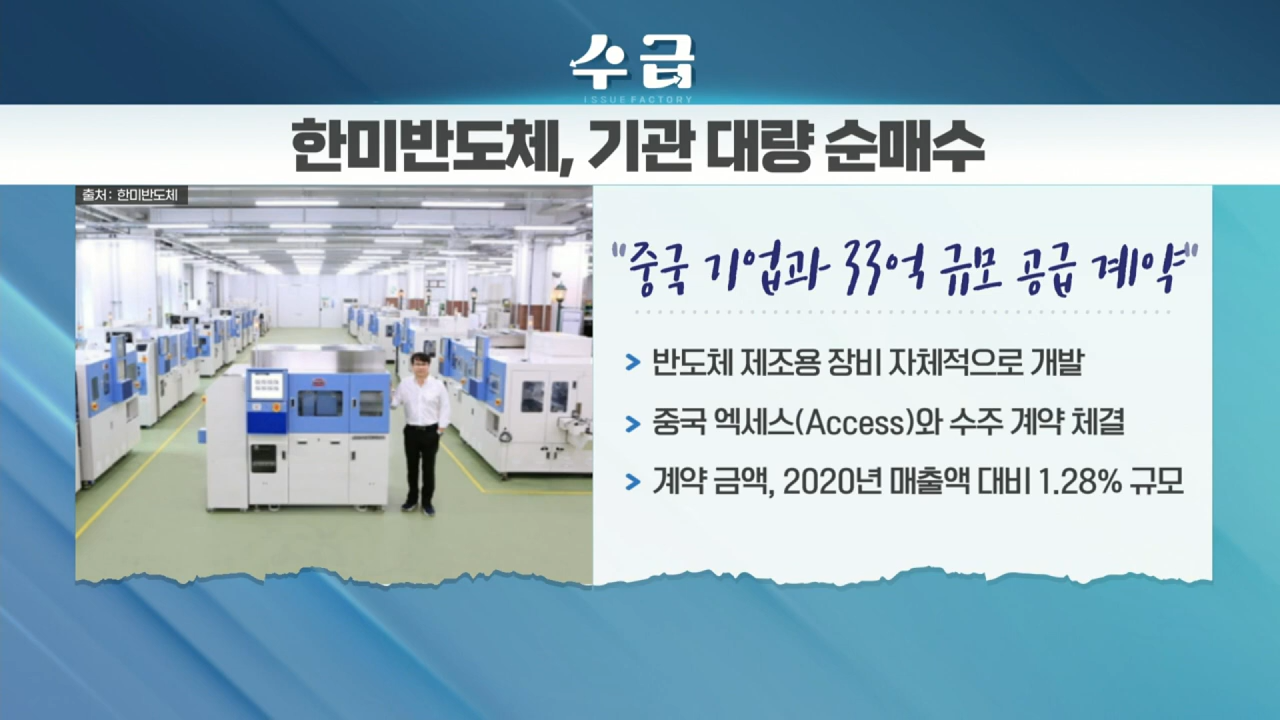 수급
ISSUE FACTORY
한미반도체, 기관 대량 순매수
출처: 한미반도체
"중국 기업과 33억 규모 공급 계약"
> 반도체 제조용 장비 자체적으로 개발
> 중국 엑세스(Access)와 수주 계약 체결
> 계약 금액, 2020년 매출액 대비 1.28% 규모